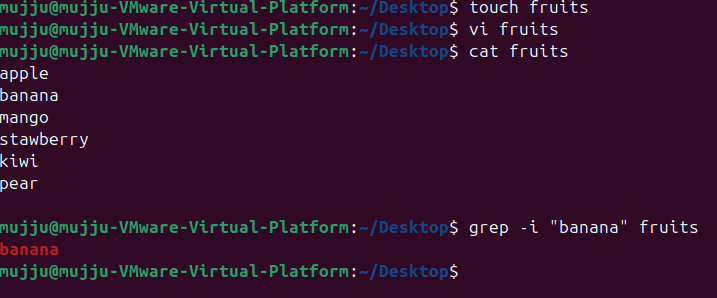 mujju@mujju-VMware-Virtual-Platform:~/Desktop$ touch fruits
mujju@mujju-VMware-Virtual-Platform:~/Desktop$ vi fruits
mujju@mujju-VMware-Virtual-Platform:~/Desktop$ cat fruits
apple
banana
mango
stawberry
kiwi
pear
mujju@mujju-VMware-Virtual-Platform:~/Desktop$ grep -i "banana" fruits
banana
mujju@mujju-VMware-Virtual-Platform:~/Desktop$